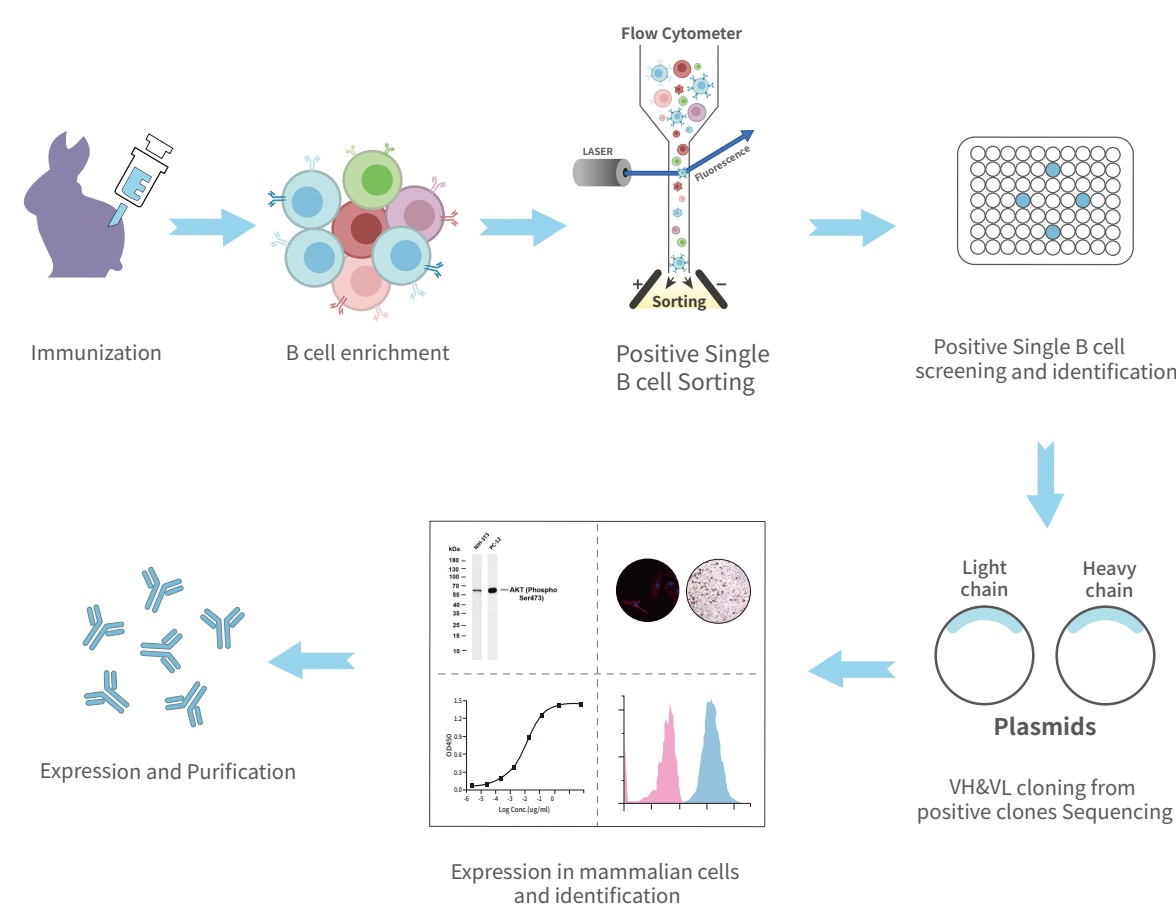 Flow Cytometer
LASER
Fluorescence
+
−
Sorting
Immunization
B cell enrichment
Positive Single
B cell Sorting
Positive Single B cell
screening and identification
Light
chain
Heavy
chain
Plasmids
VH&VL cloning from
positive clones Sequencing
kDa
NIH-3T3
PC-12
180
130
100
70
55
40
35
25
15
10
AKT (Phospho
Ser473)
OD450
1.5
1.2
0.9
0.6
0.3
0.0
-6 -5 -4 -3 -2 -1 0
Log Conc.(ug/ml)
Expression in mammalian cells
and identification
Expression and Purification